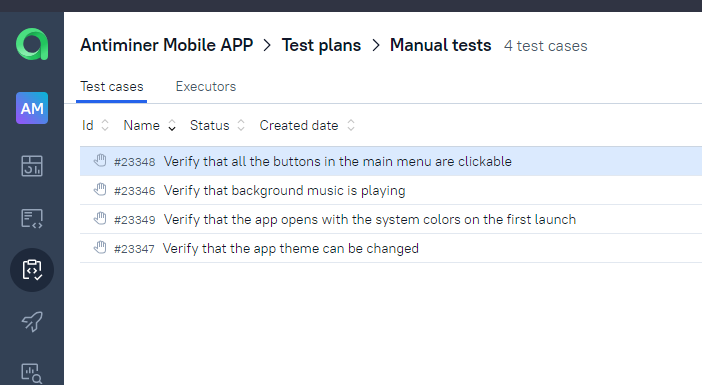 Antiminer Mobile APP > Test plans > Manual tests 4 test cases
Test cases Executors
AM
Id Name Status Created date
#23348 Verify that all the buttons in the main menu are clickable
#23346 Verify that background music is playing
#23349 Verify that the app opens with the system colors on the first launch
#23347 Verify that the app theme can be changed